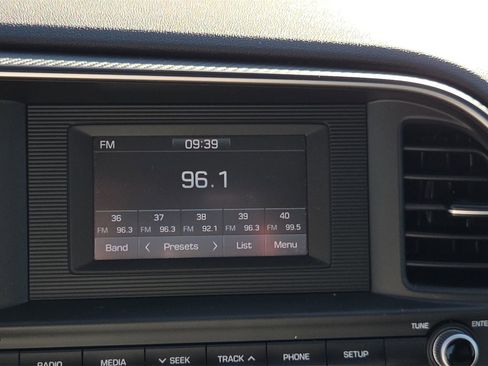 FM 09:39
96.1
36 37 38 39 40
FM 96.3 FM 96.3 FM 92.1 FM 96.3 FM 99.5
Band < Presets > List Menu
TUNE ENTE
RADIO MEDIA ∨ SEEK TRACK ∧ PHONE SETUP